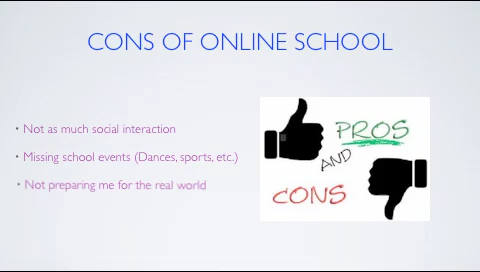 CONS OF ONLINE SCHOOL
• Not as much social interaction
• Missing school events (Dances, sports, etc.)
• Not preparing me for the real world
PROS
AND
CONS